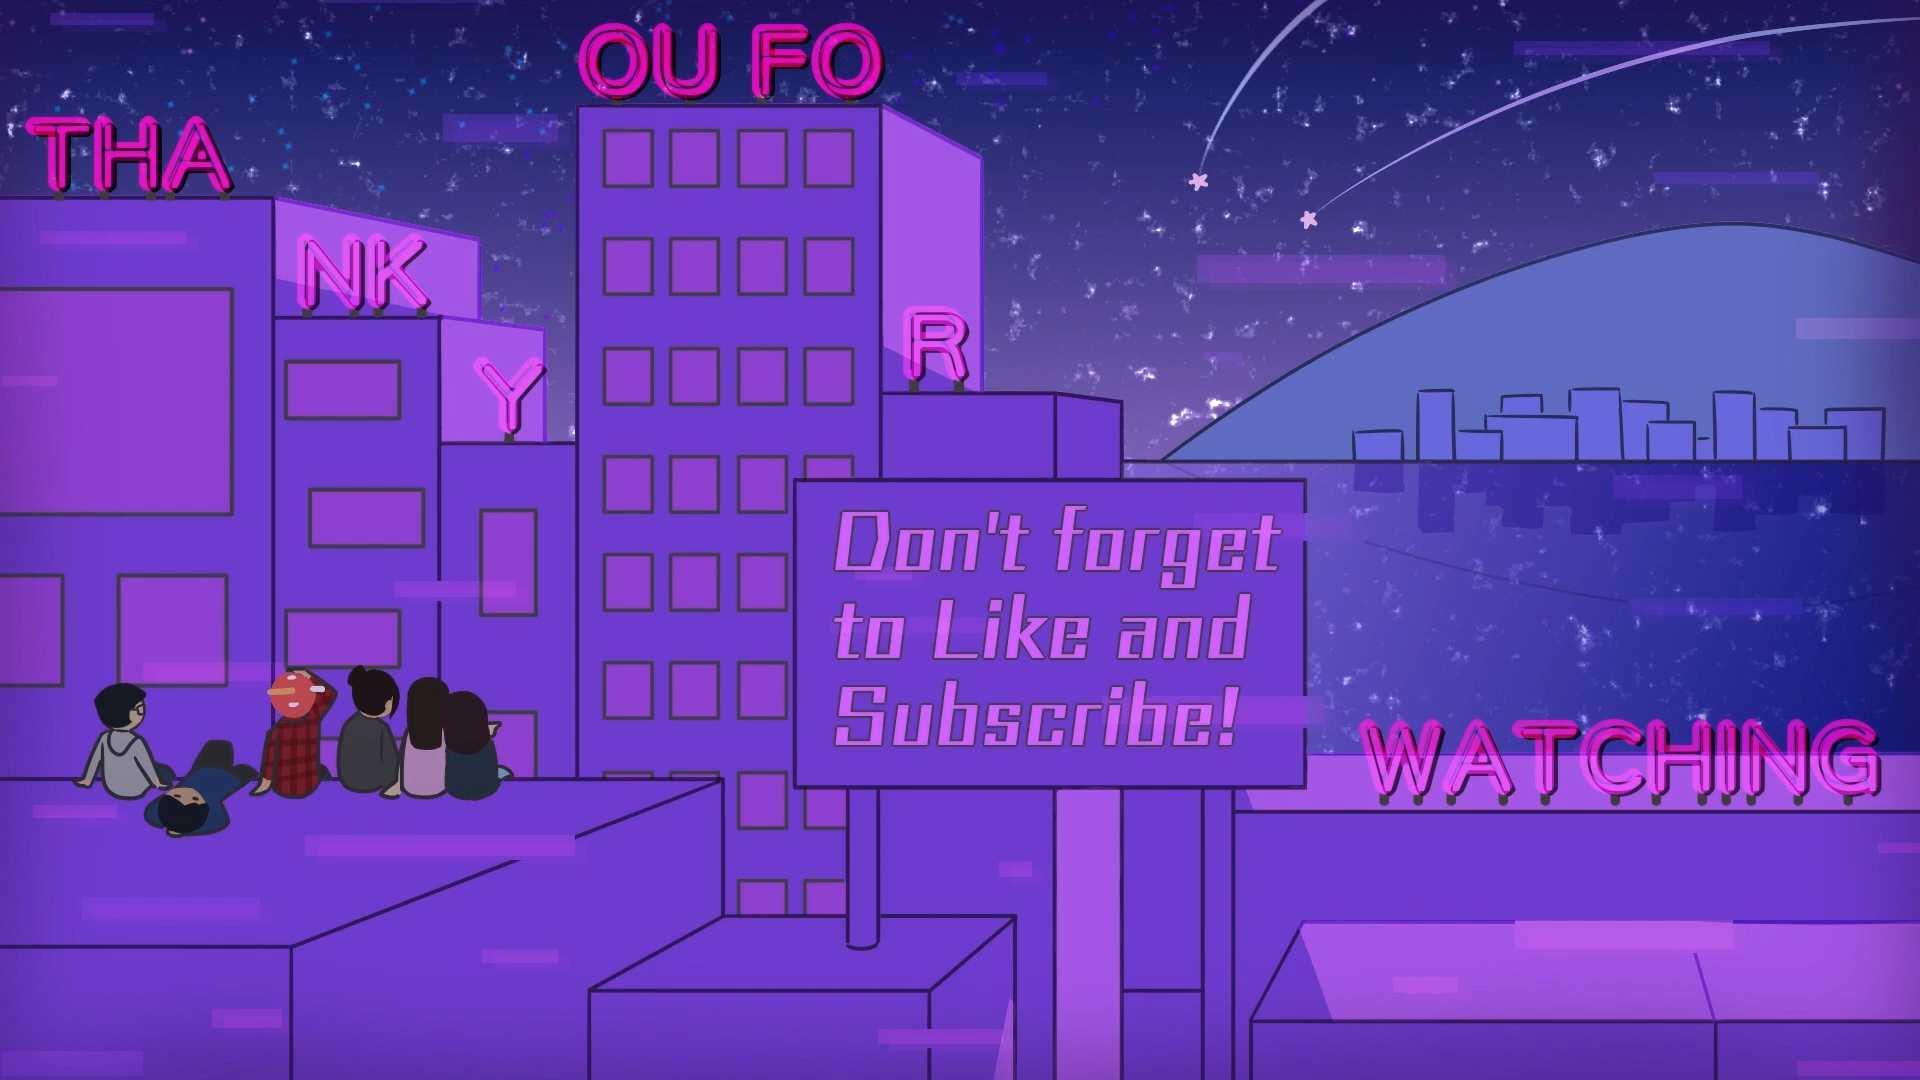 THA
NK
Y
OU FO
R
WATCHING
Don't forget
to Like and
Subscribe!